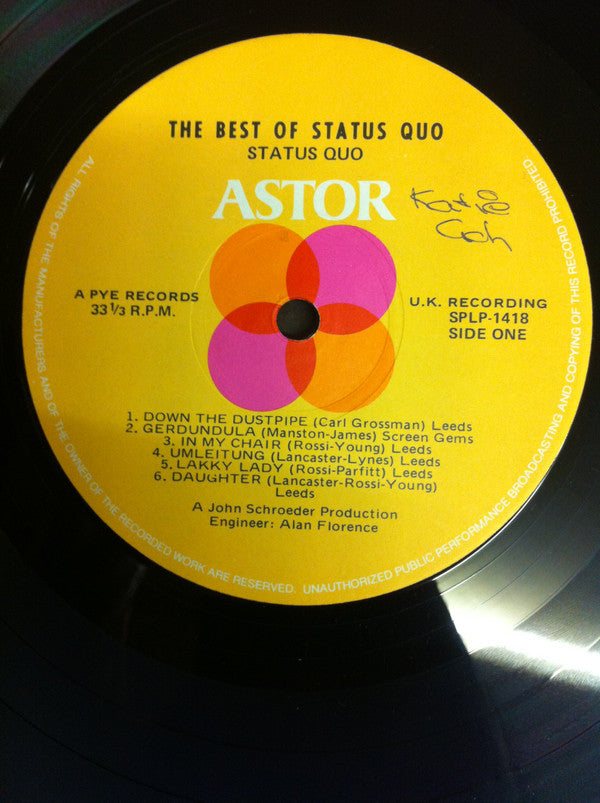 THE BEST OF STATUS QUO
STATUS QUO
ASTOR
Katie
Goh
A PYE RECORDS
33 1/3 R.P.M.
U.K. RECORDING
SPLP-1418
SIDE ONE
1. DOWN THE DUSTPIPE (Carl Grossman) Leeds
2. GERDUNDULA (Manston-James) Screen Gems
3. IN MY CHAIR (Rossi-Young) Leeds
4. UMLEITUNG (Lancaster-Lynes) Leeds
5. LAKKY LADY (Rossi-Parfitt) Leeds
6. DAUGHTER (Lancaster-Rossi-Young)
Leeds
A John Schroeder Production
Engineer: Alan Florence
ALL RIGHTS OF THE MANUFACTURERS AND OF THE OWNER OF THE RECORDED WORK ARE RESERVED. UNAUTHORIZED PUBLIC PERFORMANCE BROADCASTING AND COPYING OF THIS RECORD PROHIBITED